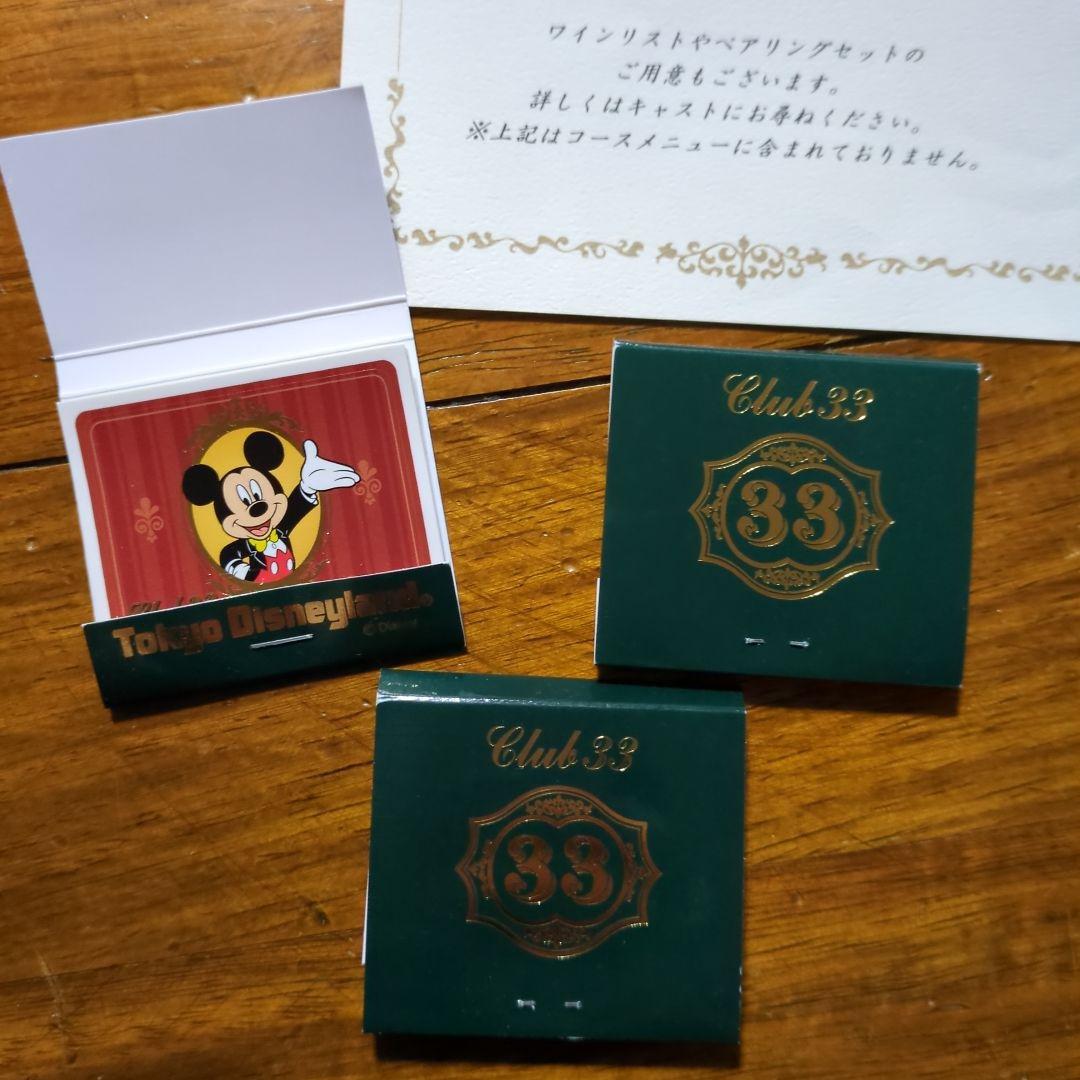 ワインリストやペアリングセットの
ご用意もございます。
詳しくはキャストにお尋ねください。
※上記はコースメニューに含まれておりません。
Tokyo Disneyland®
© Disney
Club 33
33
Club 33
33